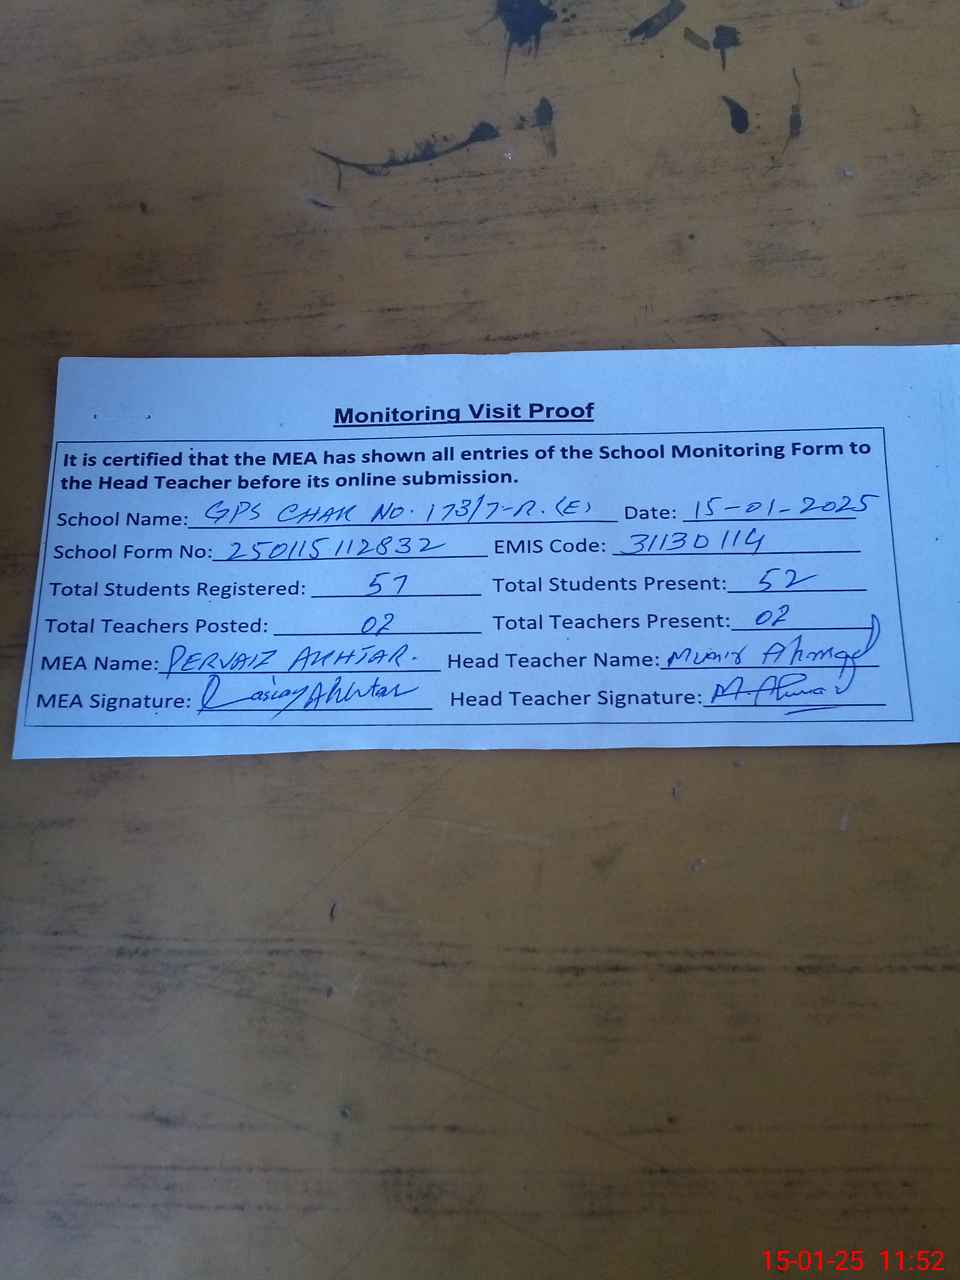 Monitoring Visit Proof
It is certified that the MEA has shown all entries of the School Monitoring Form to
the Head Teacher before its online submission.
School Name: GPS CHAK NO. 173/7-R. (E) Date: 15-01-2025
School Form No: 250115112832 EMIS Code: 31130114
Total Students Registered: 57 Total Students Present: 52
Total Teachers Posted: 02 Total Teachers Present: 02
MEA Name: PERVAIZ AKHTAR. Head Teacher Name: Munir Ahmad
MEA Signature: Akhtar Head Teacher Signature: M. Ahmad
15-01-25 11:52